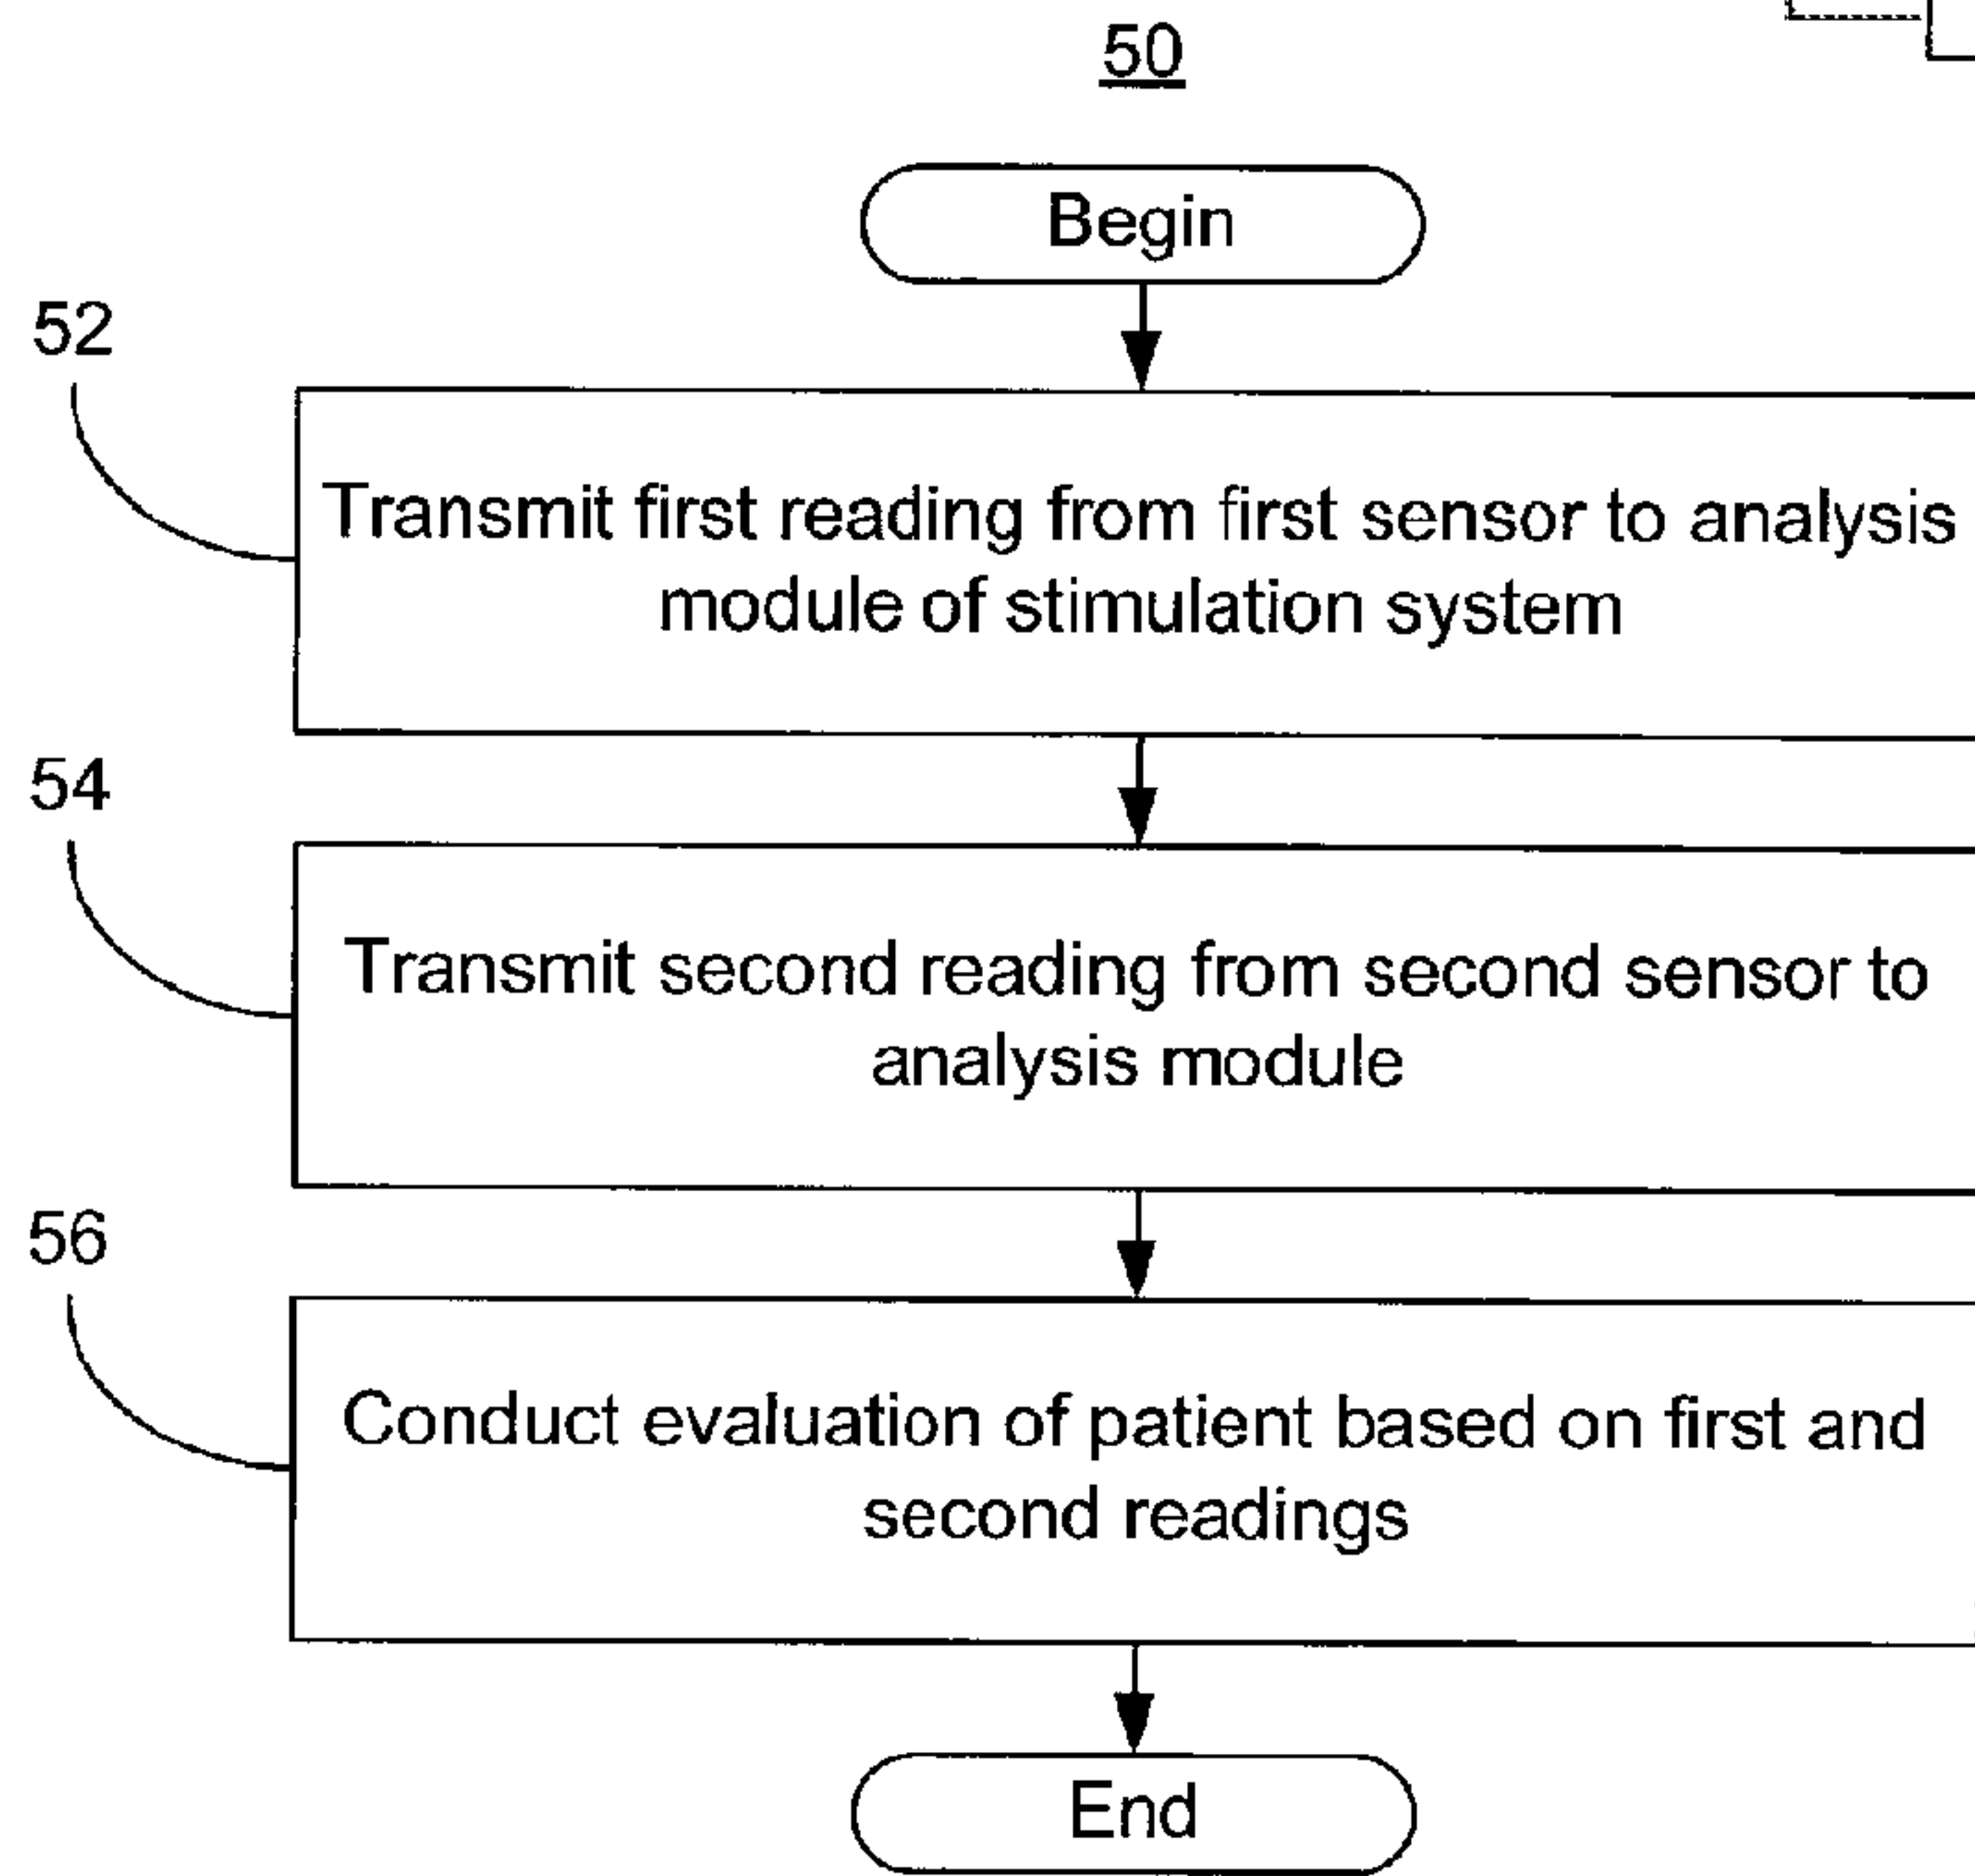 50
Begin
52
Transmit first reading from first sensor to analysis
module of stimulation system
54
Transmit second reading from second sensor to
analysis module
56
Conduct evaluation of patient based on first and
second readings
End